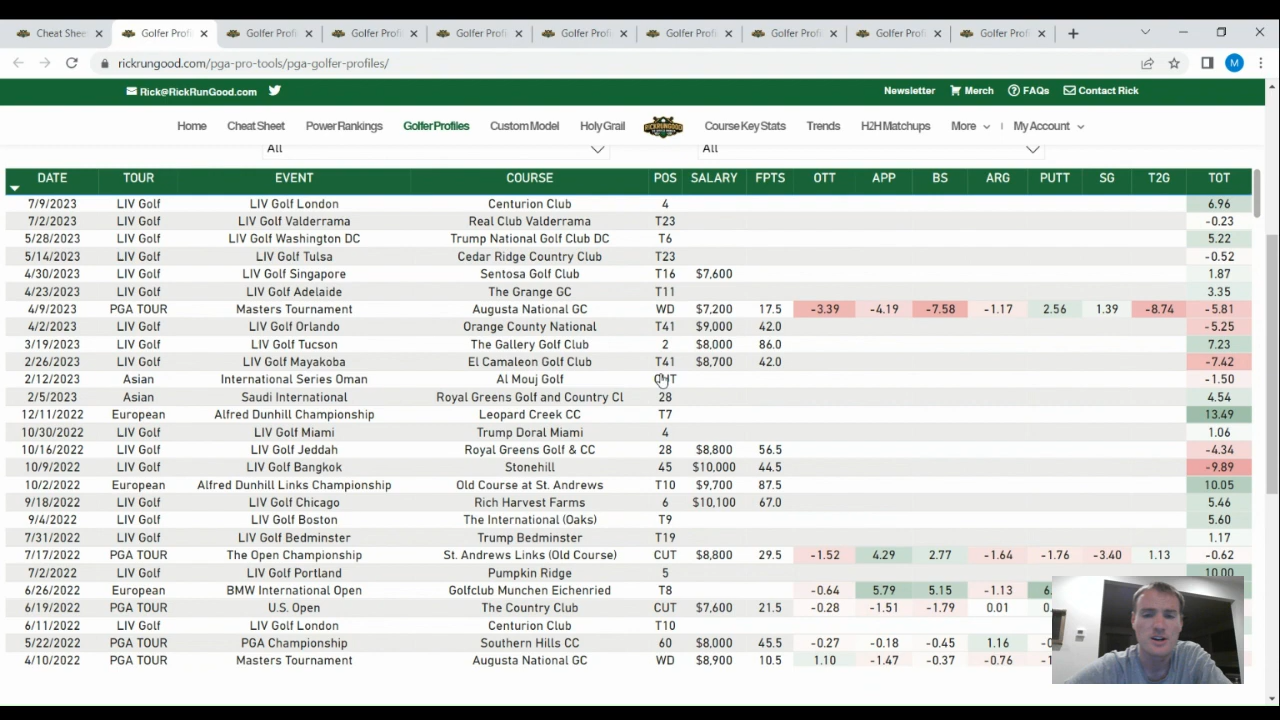 Cheat Shee Golfer Profi Golfer Profi Golfer Profi Golfer Profi Golfer Profi Golfer Profi Golfer Profi Golfer Profi Golfer Profi
rickrungood.com/pga-pro-tools/pga-golfer-profiles/ M
Rick@RickRunGood.com Newsletter Merch FAQs Contact Rick
Home Cheat Sheet Power Rankings Golfer Profiles Custom Model Holy Grail RICKRUNGOOD Course Key Stats Trends H2H Matchups More My Account
All All
DATE TOUR EVENT COURSE POS SALARY FPTS OTT APP BS ARG PUTT SG T2G TOT
7/9/2023 LIV Golf LIV Golf London Centurion Club 4 6.96
7/2/2023 LIV Golf LIV Golf Valderrama Real Club Valderrama T23 -0.23
5/28/2023 LIV Golf LIV Golf Washington DC Trump National Golf Club DC T6 5.22
5/14/2023 LIV Golf LIV Golf Tulsa Cedar Ridge Country Club T23 -0.52
4/30/2023 LIV Golf LIV Golf Singapore Sentosa Golf Club T16 $7,600 1.87
4/23/2023 LIV Golf LIV Golf Adelaide The Grange GC T11 3.35
4/9/2023 PGA TOUR Masters Tournament Augusta National GC WD $7,200 17.5 -3.39 -4.19 -7.58 -1.17 2.56 1.39 -8.74 -5.81
4/2/2023 LIV Golf LIV Golf Orlando Orange County National T41 $9,000 42.0 -5.25
3/19/2023 LIV Golf LIV Golf Tucson The Gallery Golf Club 2 $8,000 86.0 7.23
2/26/2023 LIV Golf LIV Golf Mayakoba El Camaleon Golf Club T41 $8,700 42.0 -7.42
2/12/2023 Asian International Series Oman Al Mouj Golf CUT -1.50
2/5/2023 Asian Saudi International Royal Greens Golf and Country Cl 28 4.54
12/11/2022 European Alfred Dunhill Championship Leopard Creek CC T7 13.49
10/30/2022 LIV Golf LIV Golf Miami Trump Doral Miami 4 1.06
10/16/2022 LIV Golf LIV Golf Jeddah Royal Greens Golf & CC 28 $8,800 56.5 -4.34
10/9/2022 LIV Golf LIV Golf Bangkok Stonehill 45 $10,000 44.5 -9.89
10/2/2022 European Alfred Dunhill Links Championship Old Course at St. Andrews T10 $9,700 87.5 10.05
9/18/2022 LIV Golf LIV Golf Chicago Rich Harvest Farms 6 $10,100 67.0 5.46
9/4/2022 LIV Golf LIV Golf Boston The International (Oaks) T9 5.60
7/31/2022 LIV Golf LIV Golf Bedminster Trump Bedminster T19 1.17
7/17/2022 PGA TOUR The Open Championship St. Andrews Links (Old Course) CUT $8,800 29.5 -1.52 4.29 2.77 -1.64 -1.76 -3.40 1.13 -0.62
7/2/2022 LIV Golf LIV Golf Portland Pumpkin Ridge 5 10.00
6/26/2022 European BMW International Open Golfclub Munchen Eichenried T8 -0.64 5.79 5.15 -1.13
6/19/2022 PGA TOUR U.S. Open The Country Club CUT $7,600 21.5 -0.28 -1.51 -1.79 0.01
6/11/2022 LIV Golf LIV Golf London Centurion Club T10
5/22/2022 PGA TOUR PGA Championship Southern Hills CC 60 $8,000 45.5 -0.27 -0.18 -0.45 1.16
4/10/2022 PGA TOUR Masters Tournament Augusta National GC WD $8,900 10.5 1.10 -1.47 -0.37 -0.76